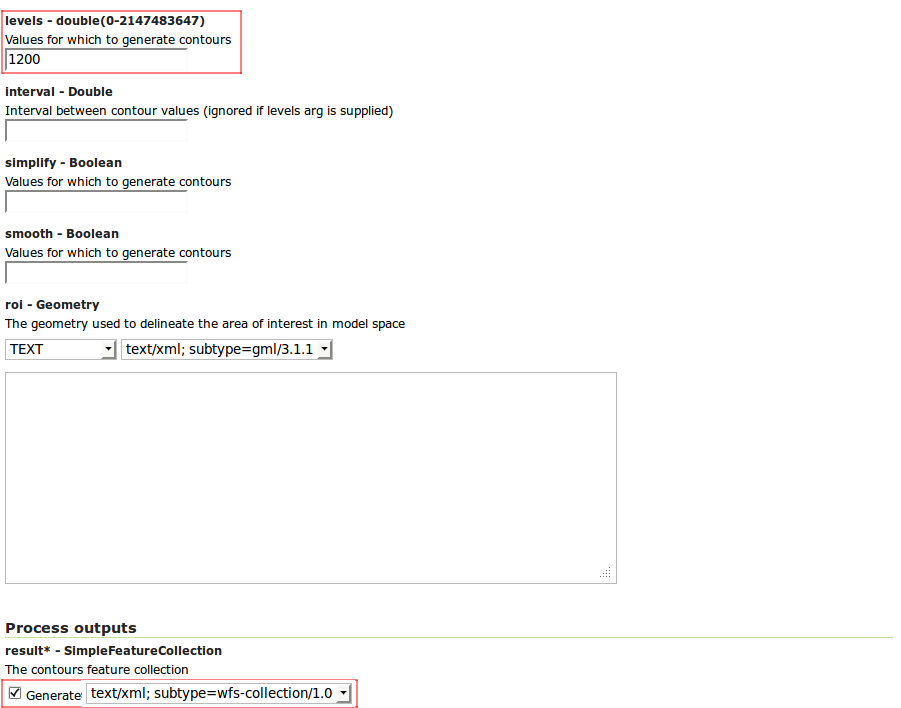 levels - double(0-2147483647)
Values for which to generate contours
1200
interval - Double
Interval between contour values (ignored if levels arg is supplied)
simplify - Boolean
Values for which to generate contours
smooth - Boolean
Values for which to generate contours
roi - Geometry
The geometry used to delineate the area of interest in model space
TEXT text/xml; subtype=gml/3.1.1
Process outputs
result* - SimpleFeatureCollection
The contours feature collection
Generate text/xml; subtype=wfs-collection/1.0